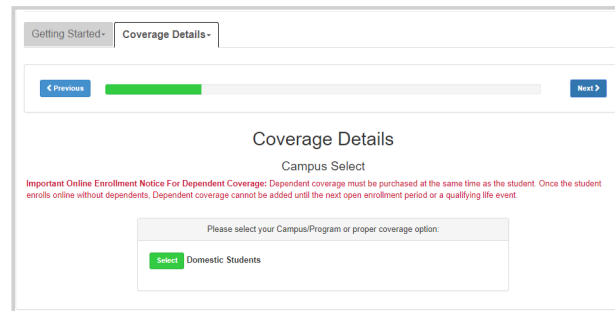 Getting Started
Coverage Details
Previous
Next
Coverage Details
Campus Select
Important Online Enrollment Notice For Dependent Coverage: Dependent coverage must be purchased at the same time as the student. Once the student
enrolls online without dependents, Dependent coverage cannot be added until the next open enrollment period or a qualifying life event.
Please select your Campus/Program or proper coverage option:
Select Domestic Students